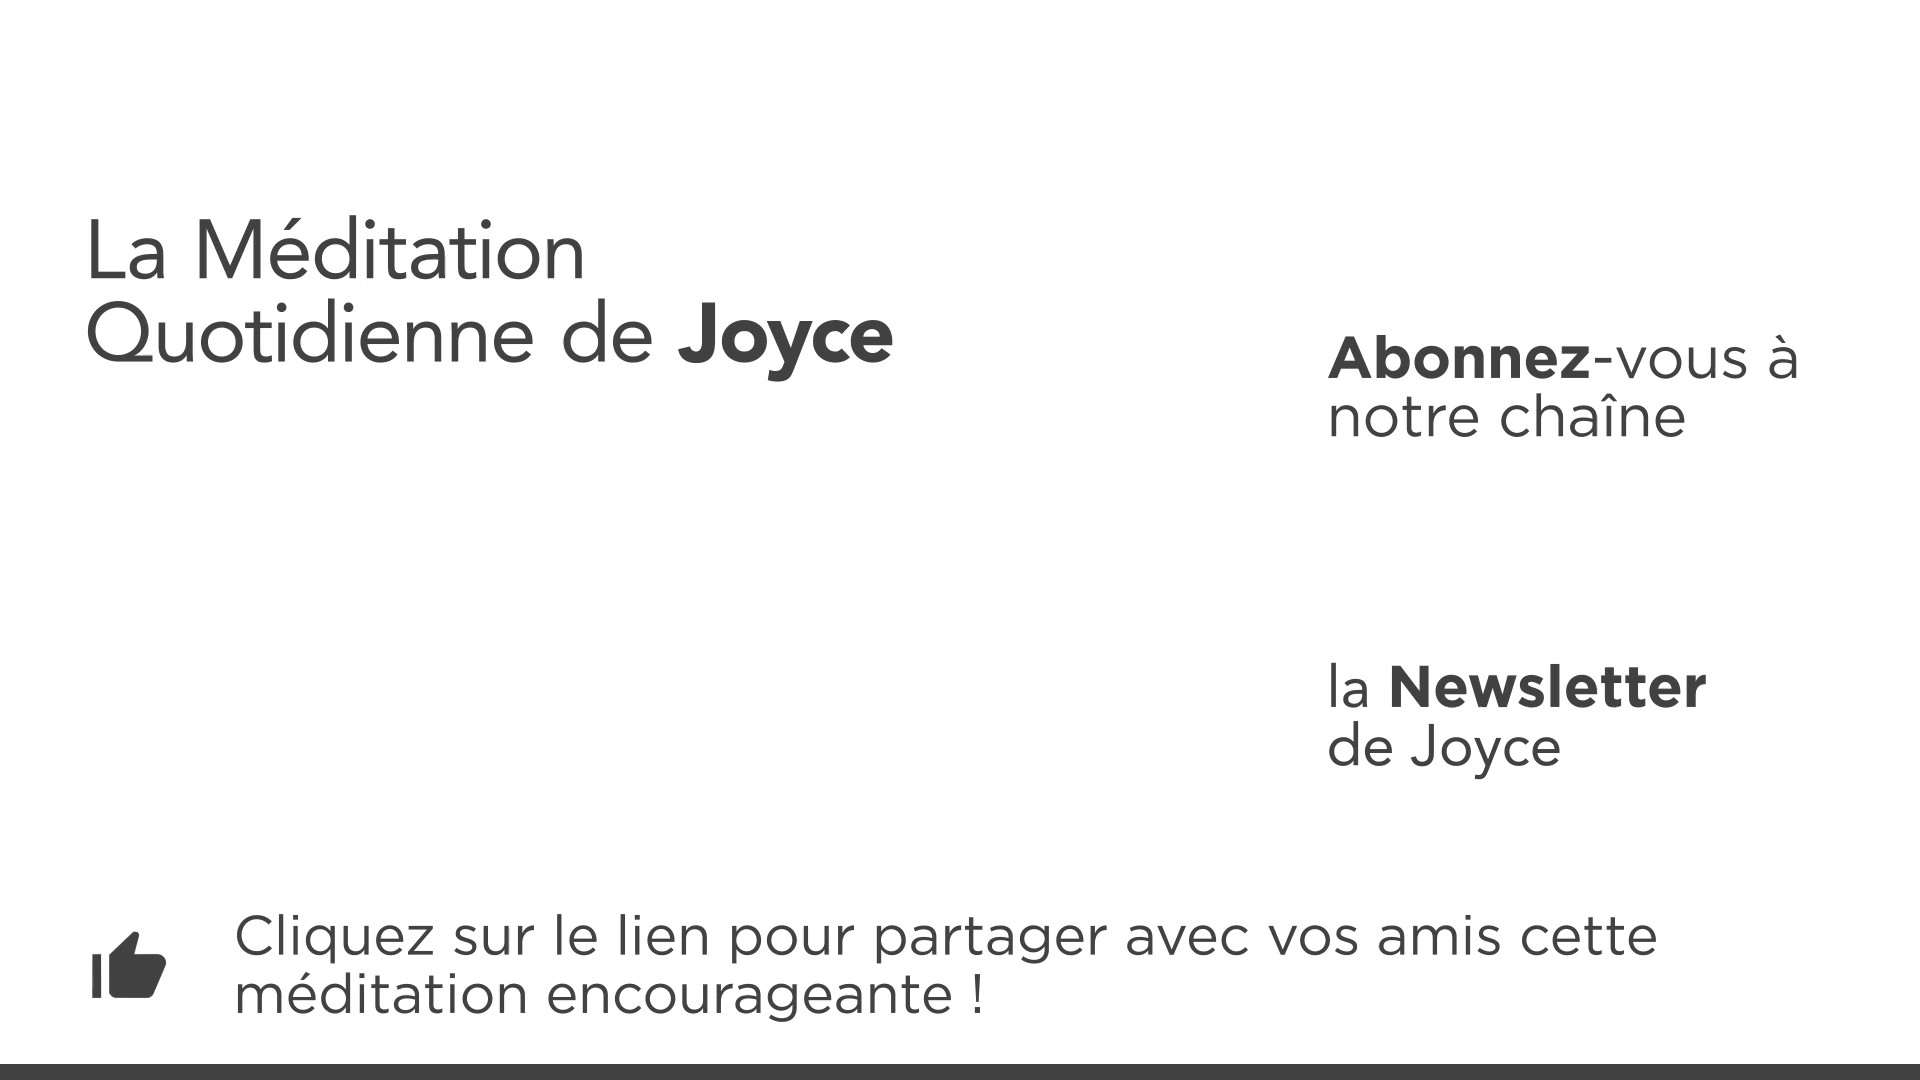 La Méditation
Quotidienne de Joyce
Abonnez-vous à
notre chaîne
la Newsletter
de Joyce
Cliquez sur le lien pour partager avec vos amis cette
méditation encourageante !